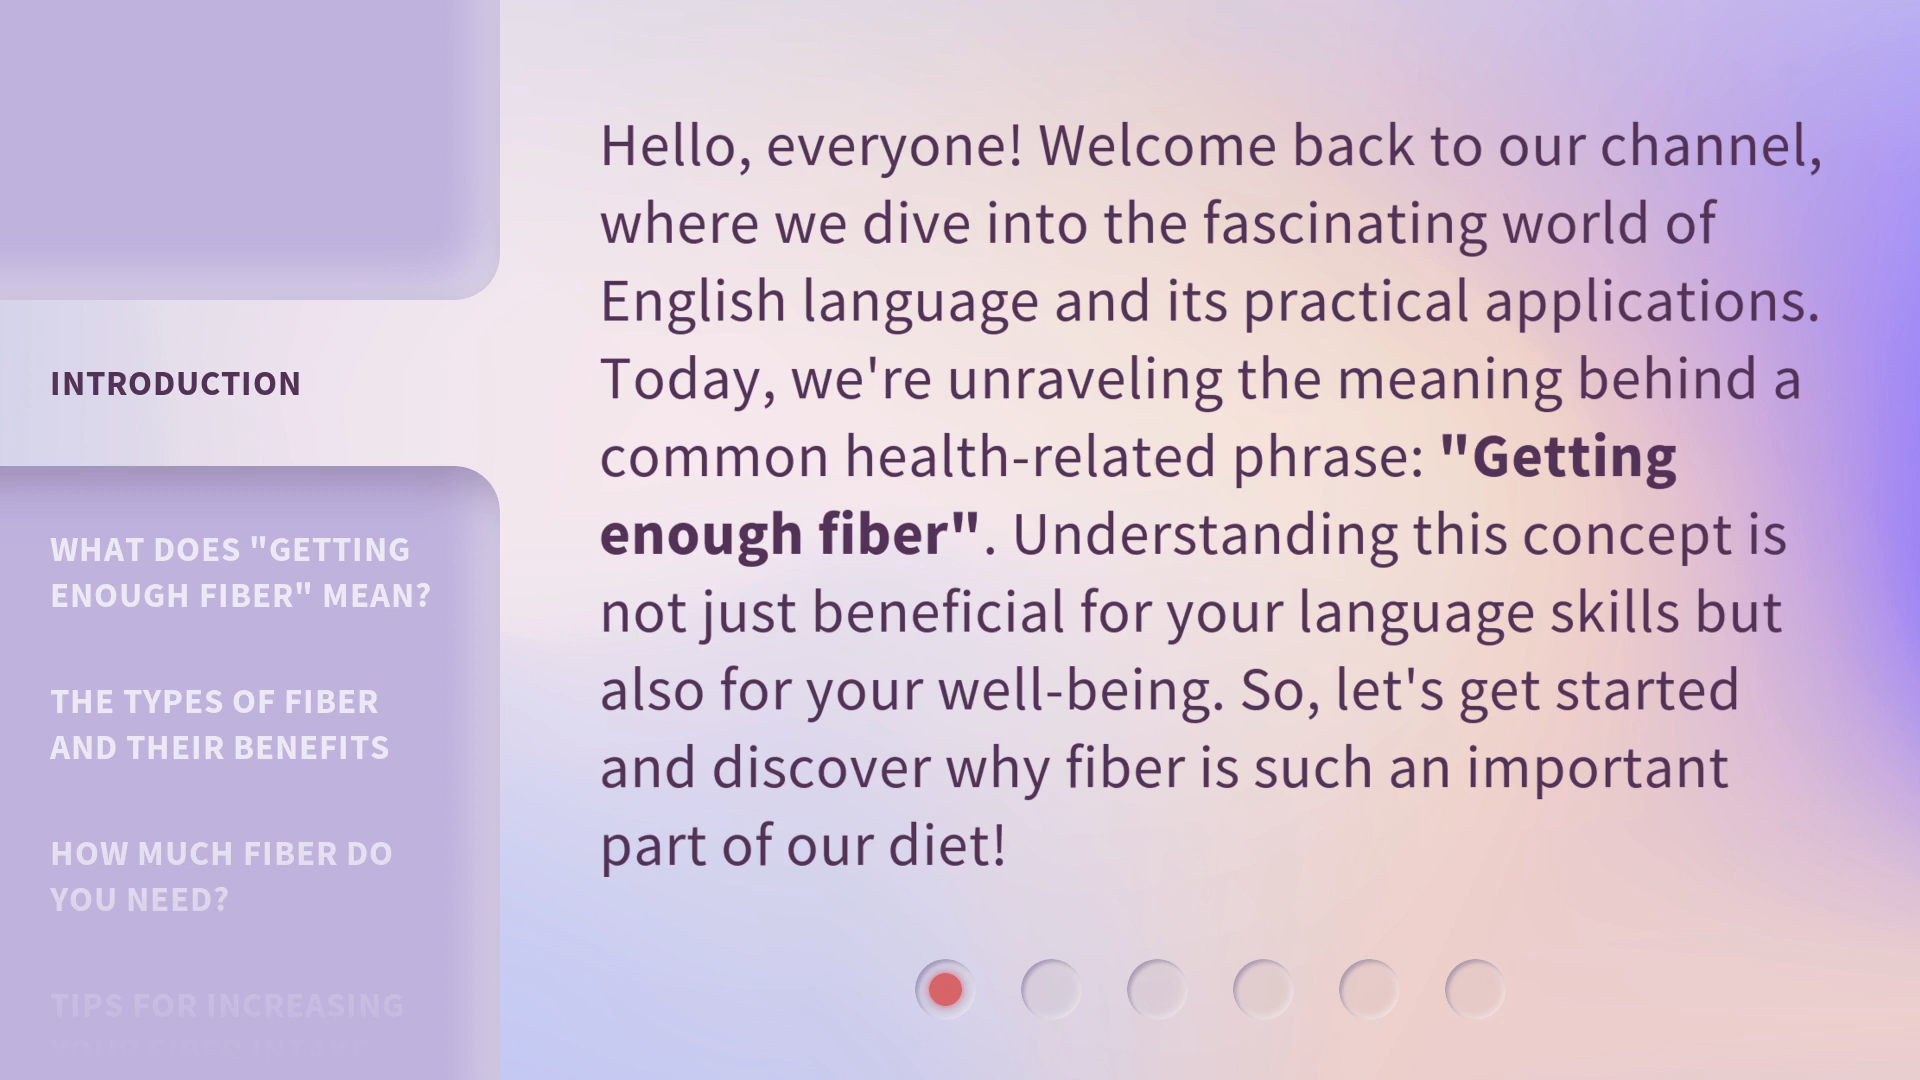 INTRODUCTION
WHAT DOES "GETTING
ENOUGH FIBER" MEAN?
THE TYPES OF FIBER
AND THEIR BENEFITS
HOW MUCH FIBER DO
YOU NEED?
TIPS FOR INCREASING
YOUR FIBER INTAKE
Hello, everyone! Welcome back to our channel,
where we dive into the fascinating world of
English language and its practical applications.
Today, we're unraveling the meaning behind a
common health-related phrase: "Getting
enough fiber". Understanding this concept is
not just beneficial for your language skills but
also for your well-being. So, let's get started
and discover why fiber is such an important
part of our diet!